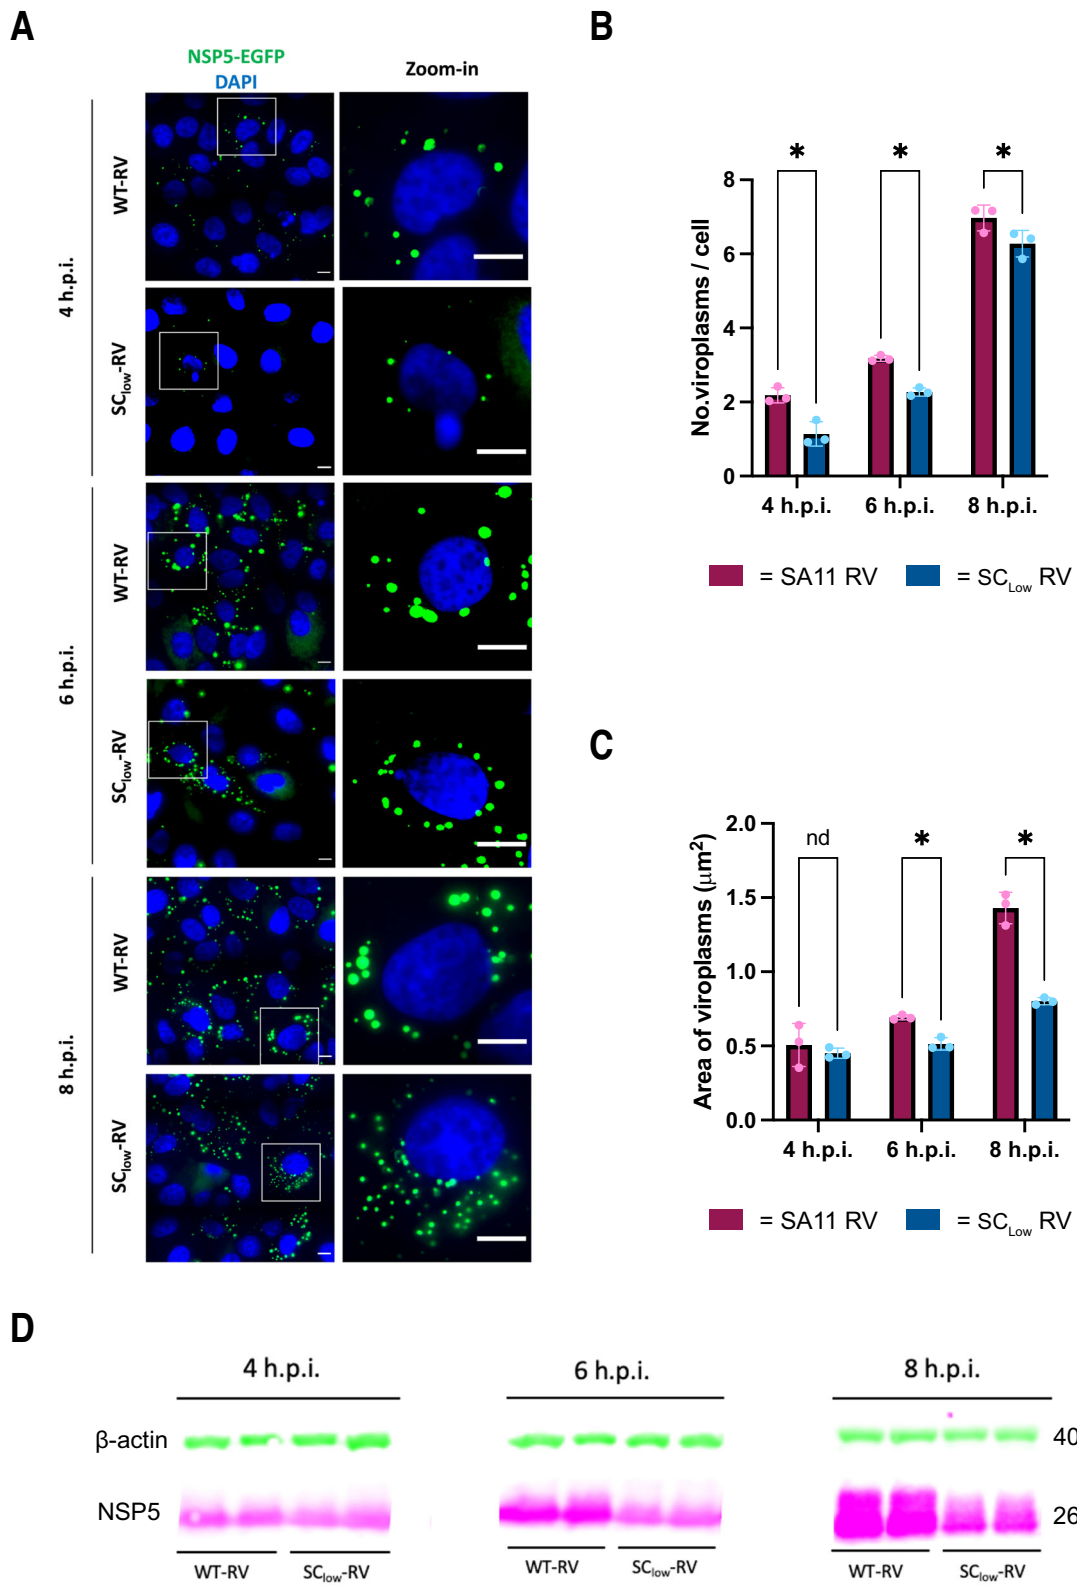 A
NSP5-EGFP
DAPI
Zoom-in
4 h.p.i.
WT-RV
SClow-RV
6 h.p.i.
WT-RV
SClow-RV
8 h.p.i.
WT-RV
SClow-RV
B
No.viroplasms / cell
8
6
4
2
0
* * *
4 h.p.i. 6 h.p.i. 8 h.p.i.
= SA11 RV = SCLow RV
C
Area of viroplasms (μm²)
2.0
1.5
1.0
0.5
0.0
nd * *
4 h.p.i. 6 h.p.i. 8 h.p.i.
= SA11 RV = SCLow RV
D
4 h.p.i. 6 h.p.i. 8 h.p.i.
β-actin 40
NSP5 26
WT-RV SClow-RV WT-RV SClow-RV WT-RV SClow-RV